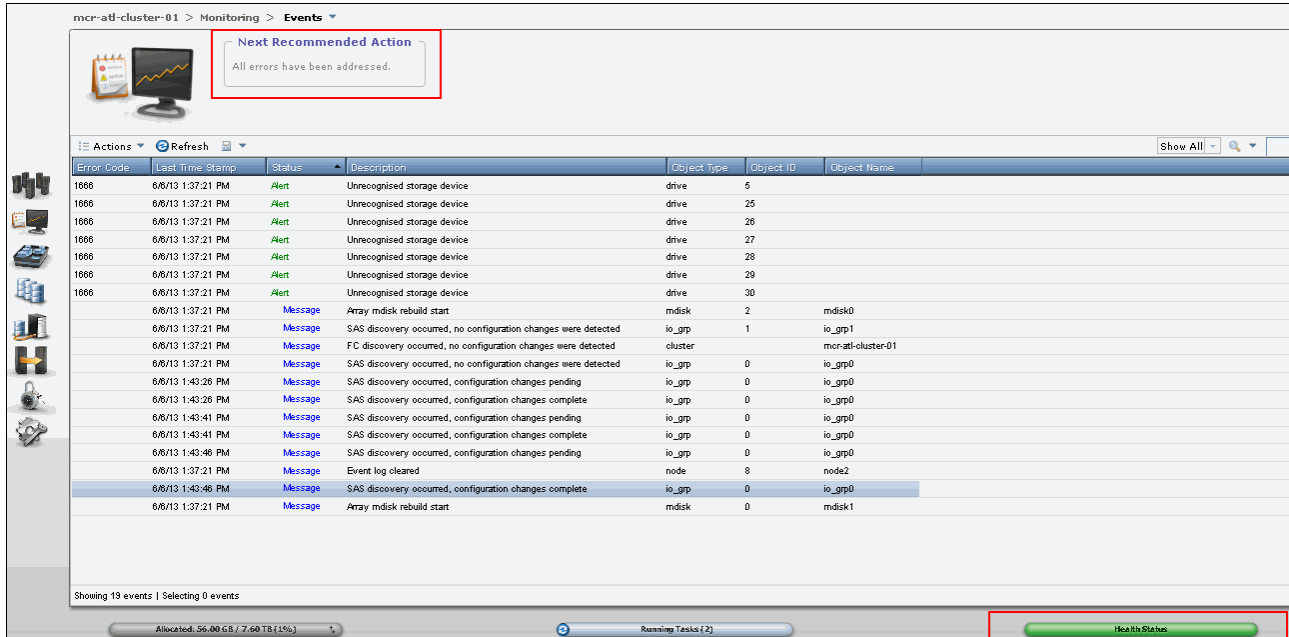 mcr-atl-cluster-01 > Monitoring > Events
Next Recommended Action
All errors have been addressed.
Actions Refresh Show All
Error Code Last Time Stamp Status Description Object Type Object ID Object Name
1666 6/6/13 1:37:21 PM Alert Unrecognised storage device drive 5
1666 6/6/13 1:37:21 PM Alert Unrecognised storage device drive 25
1666 6/6/13 1:37:21 PM Alert Unrecognised storage device drive 26
1666 6/6/13 1:37:21 PM Alert Unrecognised storage device drive 27
1666 6/6/13 1:37:21 PM Alert Unrecognised storage device drive 28
1666 6/6/13 1:37:21 PM Alert Unrecognised storage device drive 29
1666 6/6/13 1:37:21 PM Alert Unrecognised storage device drive 30
6/6/13 1:37:21 PM Message Array mdisk rebuild start mdisk 2 mdisk0
6/6/13 1:37:21 PM Message SAS discovery occurred, no configuration changes were detected io_grp 1 io_grp1
6/6/13 1:37:21 PM Message FC discovery occurred, no configuration changes were detected cluster mcr-atl-cluster-01
6/6/13 1:37:21 PM Message SAS discovery occurred, no configuration changes were detected io_grp 0 io_grp0
6/6/13 1:43:26 PM Message SAS discovery occurred, configuration changes pending io_grp 0 io_grp0
6/6/13 1:43:26 PM Message SAS discovery occurred, configuration changes complete io_grp 0 io_grp0
6/6/13 1:43:41 PM Message SAS discovery occurred, configuration changes pending io_grp 0 io_grp0
6/6/13 1:43:41 PM Message SAS discovery occurred, configuration changes complete io_grp 0 io_grp0
6/6/13 1:43:46 PM Message SAS discovery occurred, configuration changes pending io_grp 0 io_grp0
6/6/13 1:37:21 PM Message Event log cleared node 8 node2
6/6/13 1:43:46 PM Message SAS discovery occurred, configuration changes complete io_grp 0 io_grp0
6/6/13 1:37:21 PM Message Array mdisk rebuild start mdisk 0 mdisk1
Showing 19 events | Selecting 0 events
Allocated: 56.00 GB / 7.60 TB (1%) Running Tasks (2) Health Status